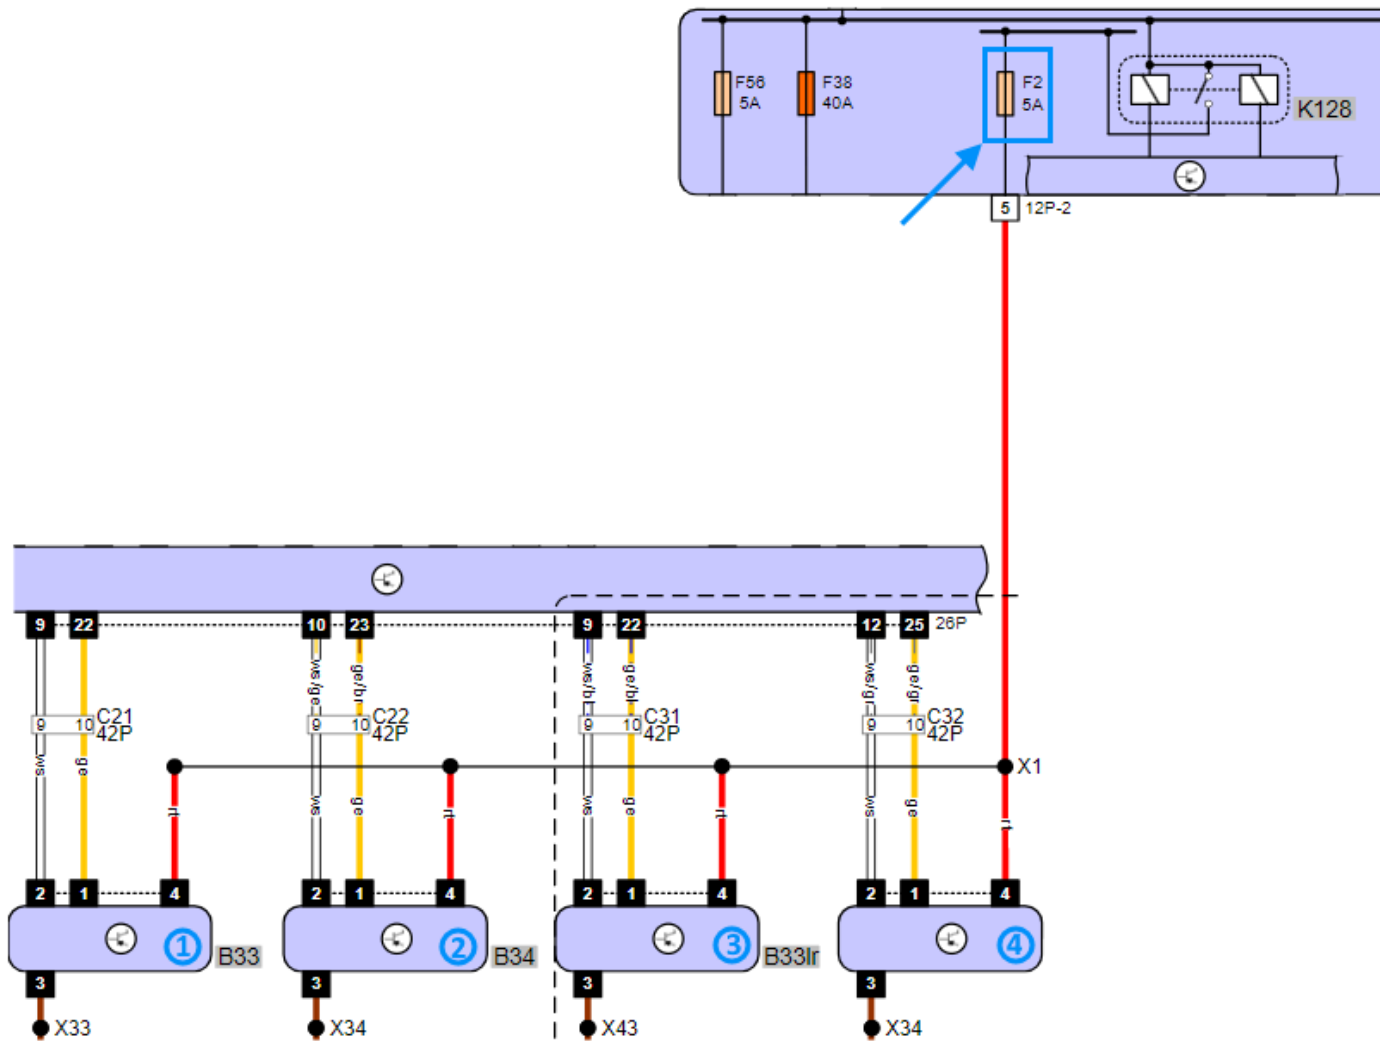 F56
5A
F38
40A
F2
5A
K128
5
12P-2
9
22
10
23
9
22
12
25
26P
ws/ge
ge/br
ws/bl
ge/bl
ws/gr
ge/gr
9
10
C21
42P
9
10
C22
42P
9
10
C31
42P
9
10
C32
42P
X1
ws
ge
rt
ws
ge
rt
ws
ge
rt
ws
ge
rt
2
1
4
2
1
4
2
1
4
2
1
4
1
B33
2
B34
3
B33lr
4
3
3
3
3
X33
X34
X43
X34